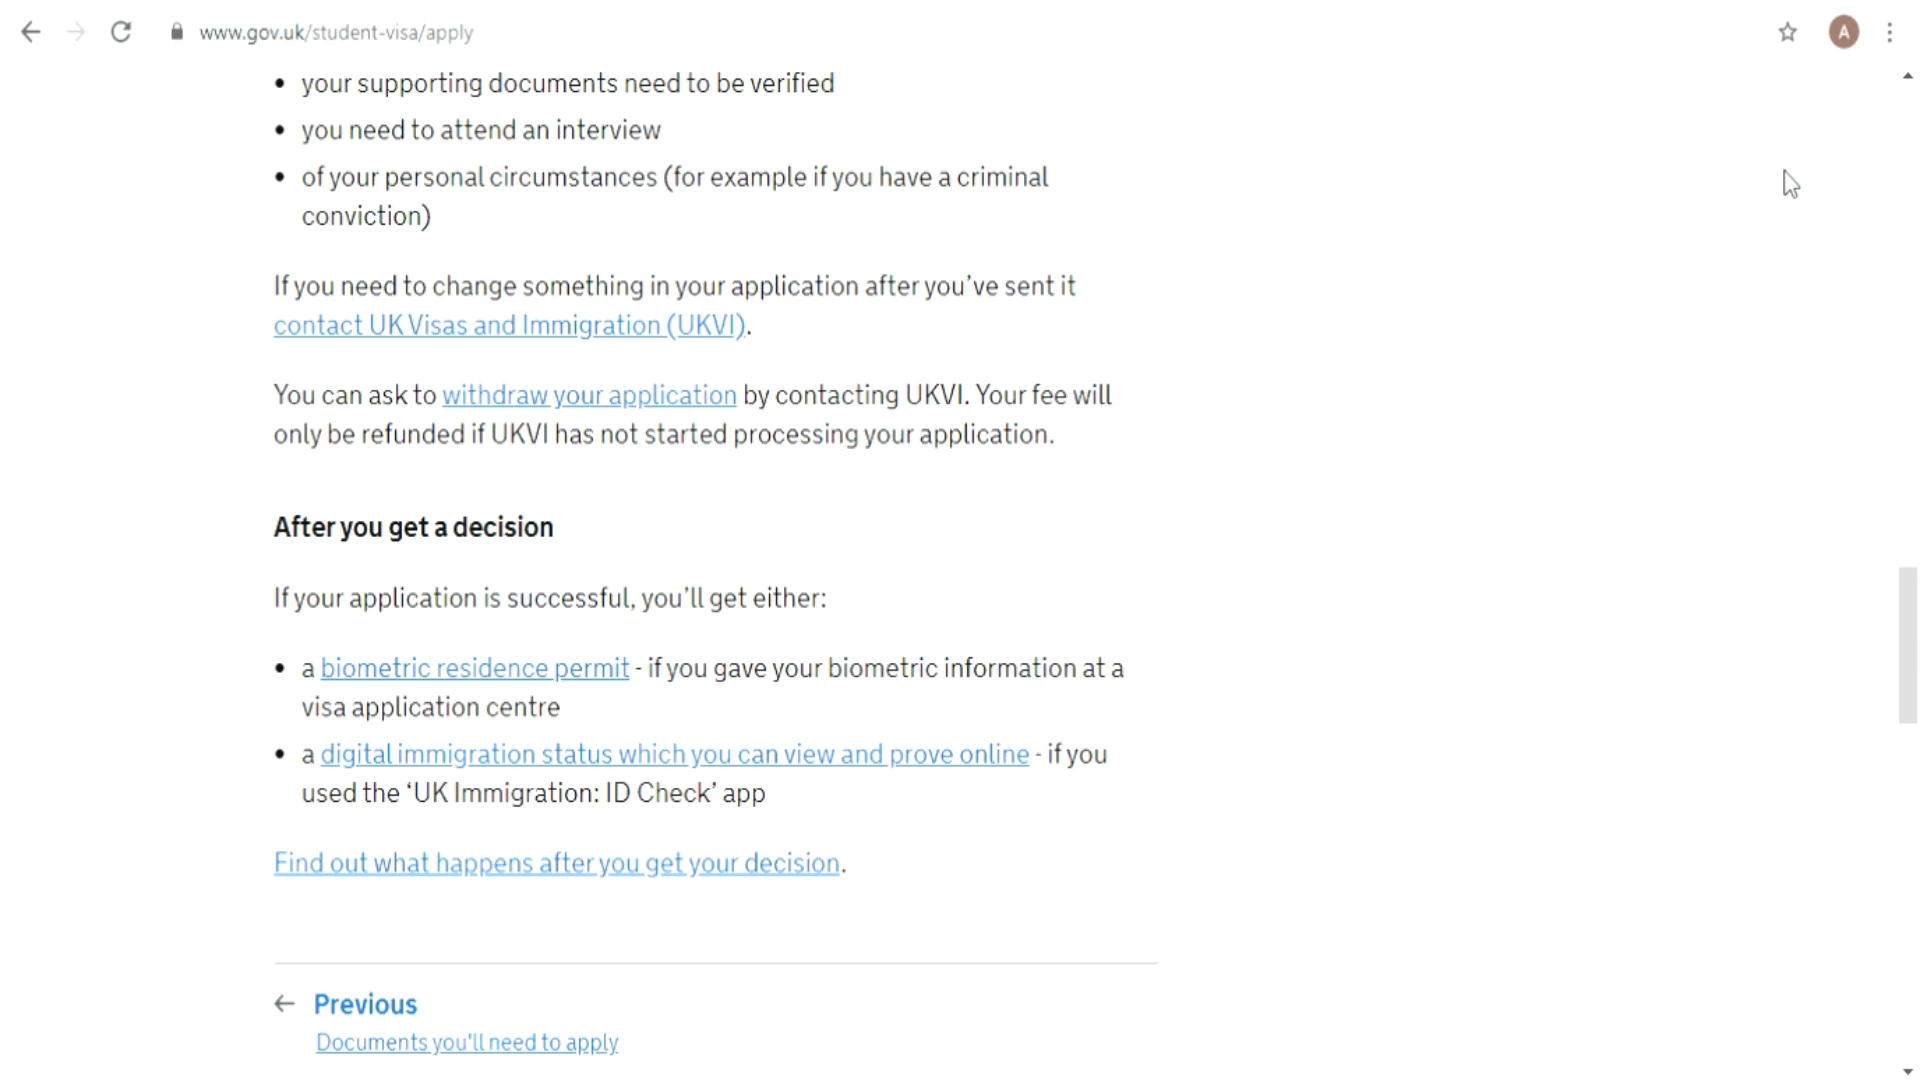 www.gov.uk/student-visa/apply
A
• your supporting documents need to be verified
• you need to attend an interview
• of your personal circumstances (for example if you have a criminal
conviction)
If you need to change something in your application after you’ve sent it
contact UK Visas and Immigration (UKVI).
You can ask to withdraw your application by contacting UKVI. Your fee will
only be refunded if UKVI has not started processing your application.
After you get a decision
If your application is successful, you’ll get either:
• a biometric residence permit - if you gave your biometric information at a
visa application centre
• a digital immigration status which you can view and prove online - if you
used the ‘UK Immigration: ID Check’ app
Find out what happens after you get your decision.
← Previous
Documents you'll need to apply